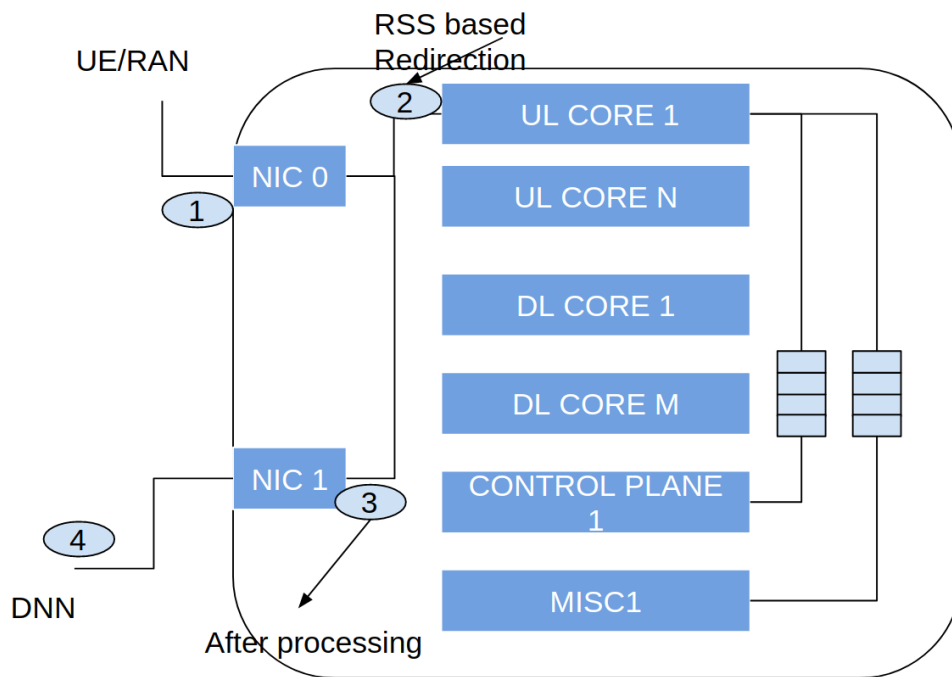 RSS based
Redirection
UE/RAN
2
UL CORE 1
NIC 0
UL CORE N
1
DL CORE 1
DL CORE M
NIC 1
CONTROL PLANE
1
3
4
MISC1
DNN
After processing